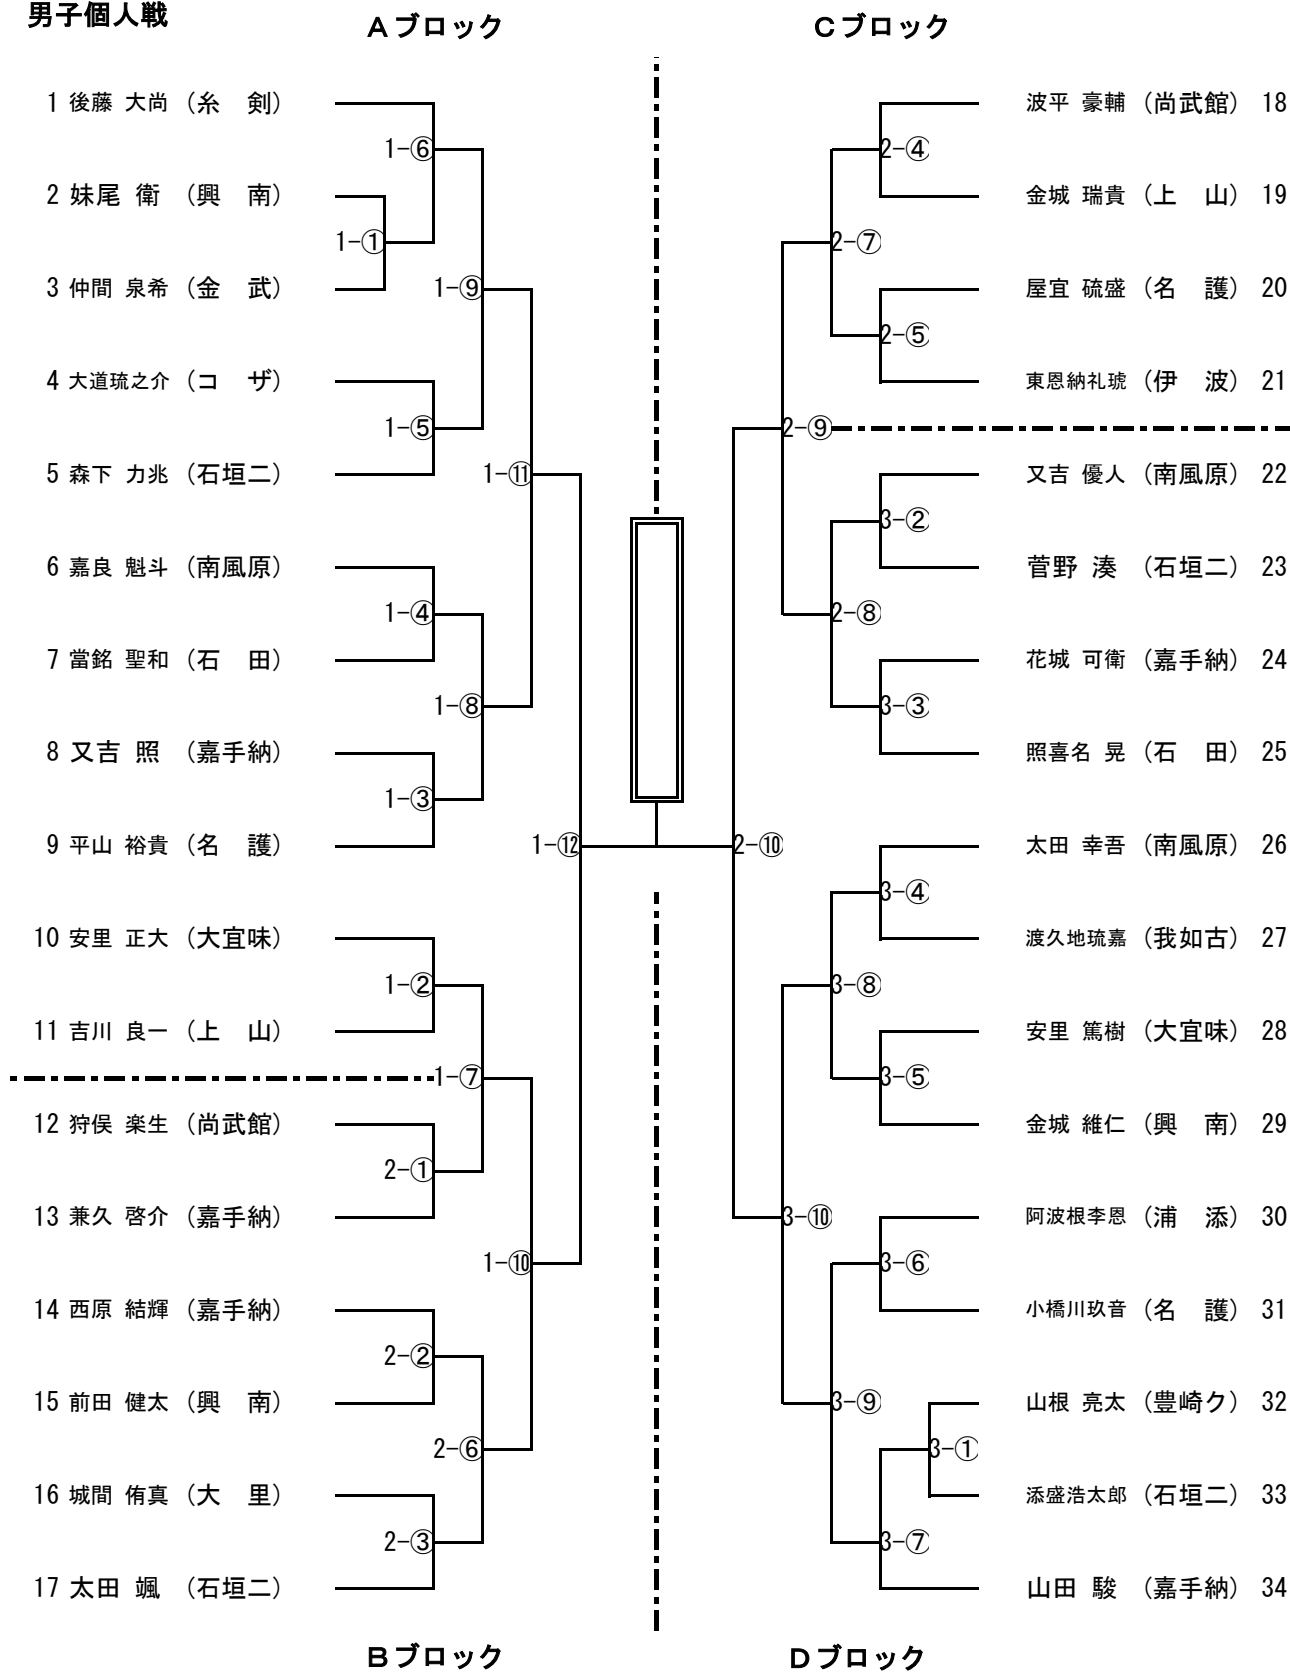 男子個人戦
Aブロック
Cブロック
1 後藤 大尚 (糸 剣)
波平 豪輔 (尚武館) 18
1-⑥
2-④
2 妹尾 衛 (興 南)
金城 瑞貴 (上 山) 19
1-①
2-⑦
3 仲間 泉希 (金 武)
1-⑨
屋宜 硫盛 (名 護) 20
2-⑤
4 大道琉之介 (コ ザ)
東恩納礼琥 (伊 波) 21
1-⑤
2-⑨
5 森下 力兆 (石垣二)
1-⑪
又吉 優人 (南風原) 22
3-②
6 嘉良 魁斗 (南風原)
菅野 湊 (石垣二) 23
1-④
2-⑧
7 當銘 聖和 (石 田)
花城 可衛 (嘉手納) 24
1-⑧
3-③
8 又吉 照 (嘉手納)
照喜名 晃 (石 田) 25
1-③
9 平山 裕貴 (名 護)
1-⑫
2-⑩
太田 幸吾 (南風原) 26
3-④
10 安里 正大 (大宜味)
渡久地琉嘉 (我如古) 27
1-②
3-⑧
11 吉川 良一 (上 山)
安里 篤樹 (大宜味) 28
1-⑦
3-⑤
12 狩俣 楽生 (尚武館)
金城 維仁 (興 南) 29
2-①
13 兼久 啓介 (嘉手納)
3-⑩
阿波根李恩 (浦 添) 30
1-⑩
3-⑥
14 西原 結輝 (嘉手納)
小橋川玖音 (名 護) 31
2-②
15 前田 健太 (興 南)
3-⑨
山根 亮太 (豊崎ク) 32
2-⑥
3-①
16 城間 侑真 (大 里)
添盛浩太郎 (石垣二) 33
2-③
3-⑦
17 太田 颯 (石垣二)
山田 駿 (嘉手納) 34
Bブロック
Dブロック